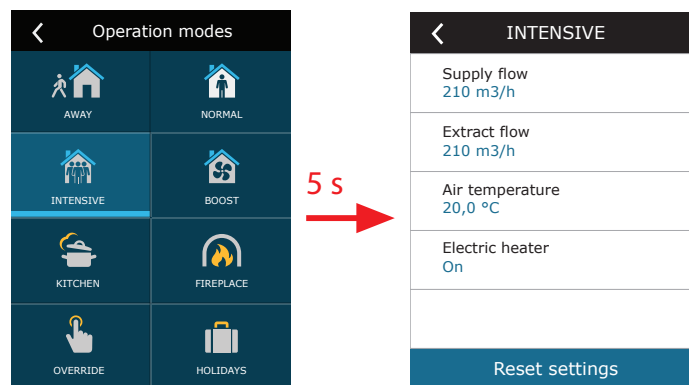 Operation modes
AWAY
NORMAL
INTENSIVE
BOOST
KITCHEN
FIREPLACE
OVERRIDE
HOLIDAYS
5 s
INTENSIVE
Supply flow
210 m3/h
Extract flow
210 m3/h
Air temperature
20,0 °C
Electric heater
On
Reset settings